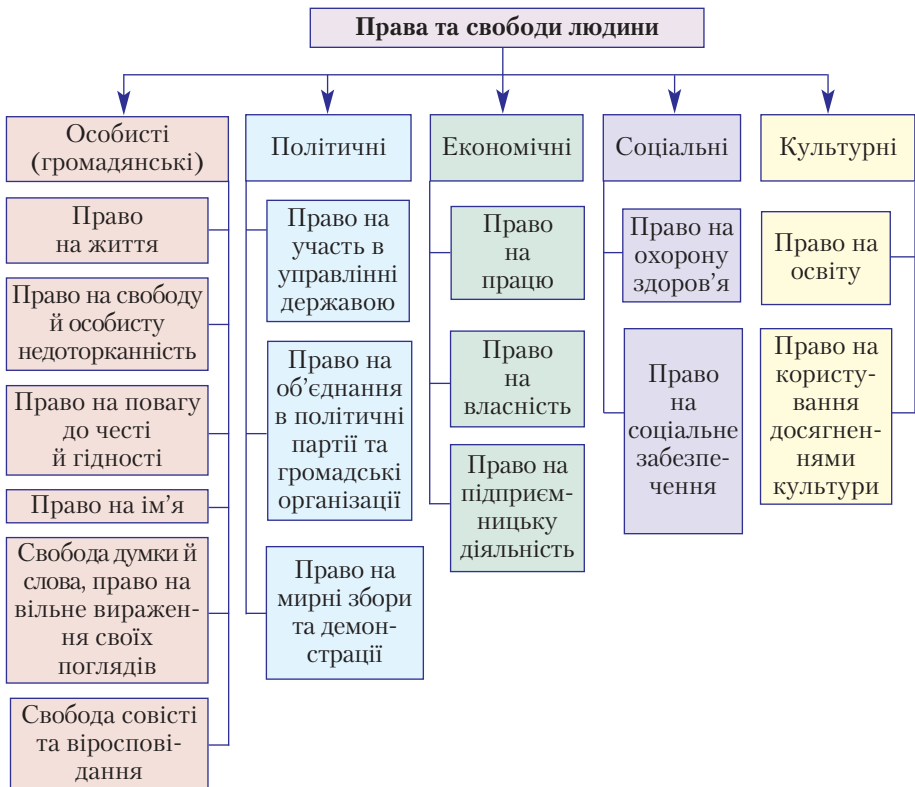 Права та свободи людини
Особисті
(громадянські)
Право
на життя
Право на свободу
й особисту
недоторканність
Право на повагу
до честі
й гідності
Право на ім’я
Свобода думки й
слова, право на
вільне виражен-
ня своїх
поглядів
Свобода совісті
та віросповi-
дання
Політичні
Право на
участь в
управлінні
державою
Право на
об’єднання
в політичні
партії та
громадські
організації
Право на
мирні збори
та демон-
страції
Економічні
Право
на
працю
Право
на
власність
Право на
підприєм-
ницьку
діяльність
Соціальні
Право на
охорону
здоров’я
Право
на
соціальне
забезпе-
чення
Культурні
Право на
освіту
Право на
користу-
вання
досягнен-
нями
культури